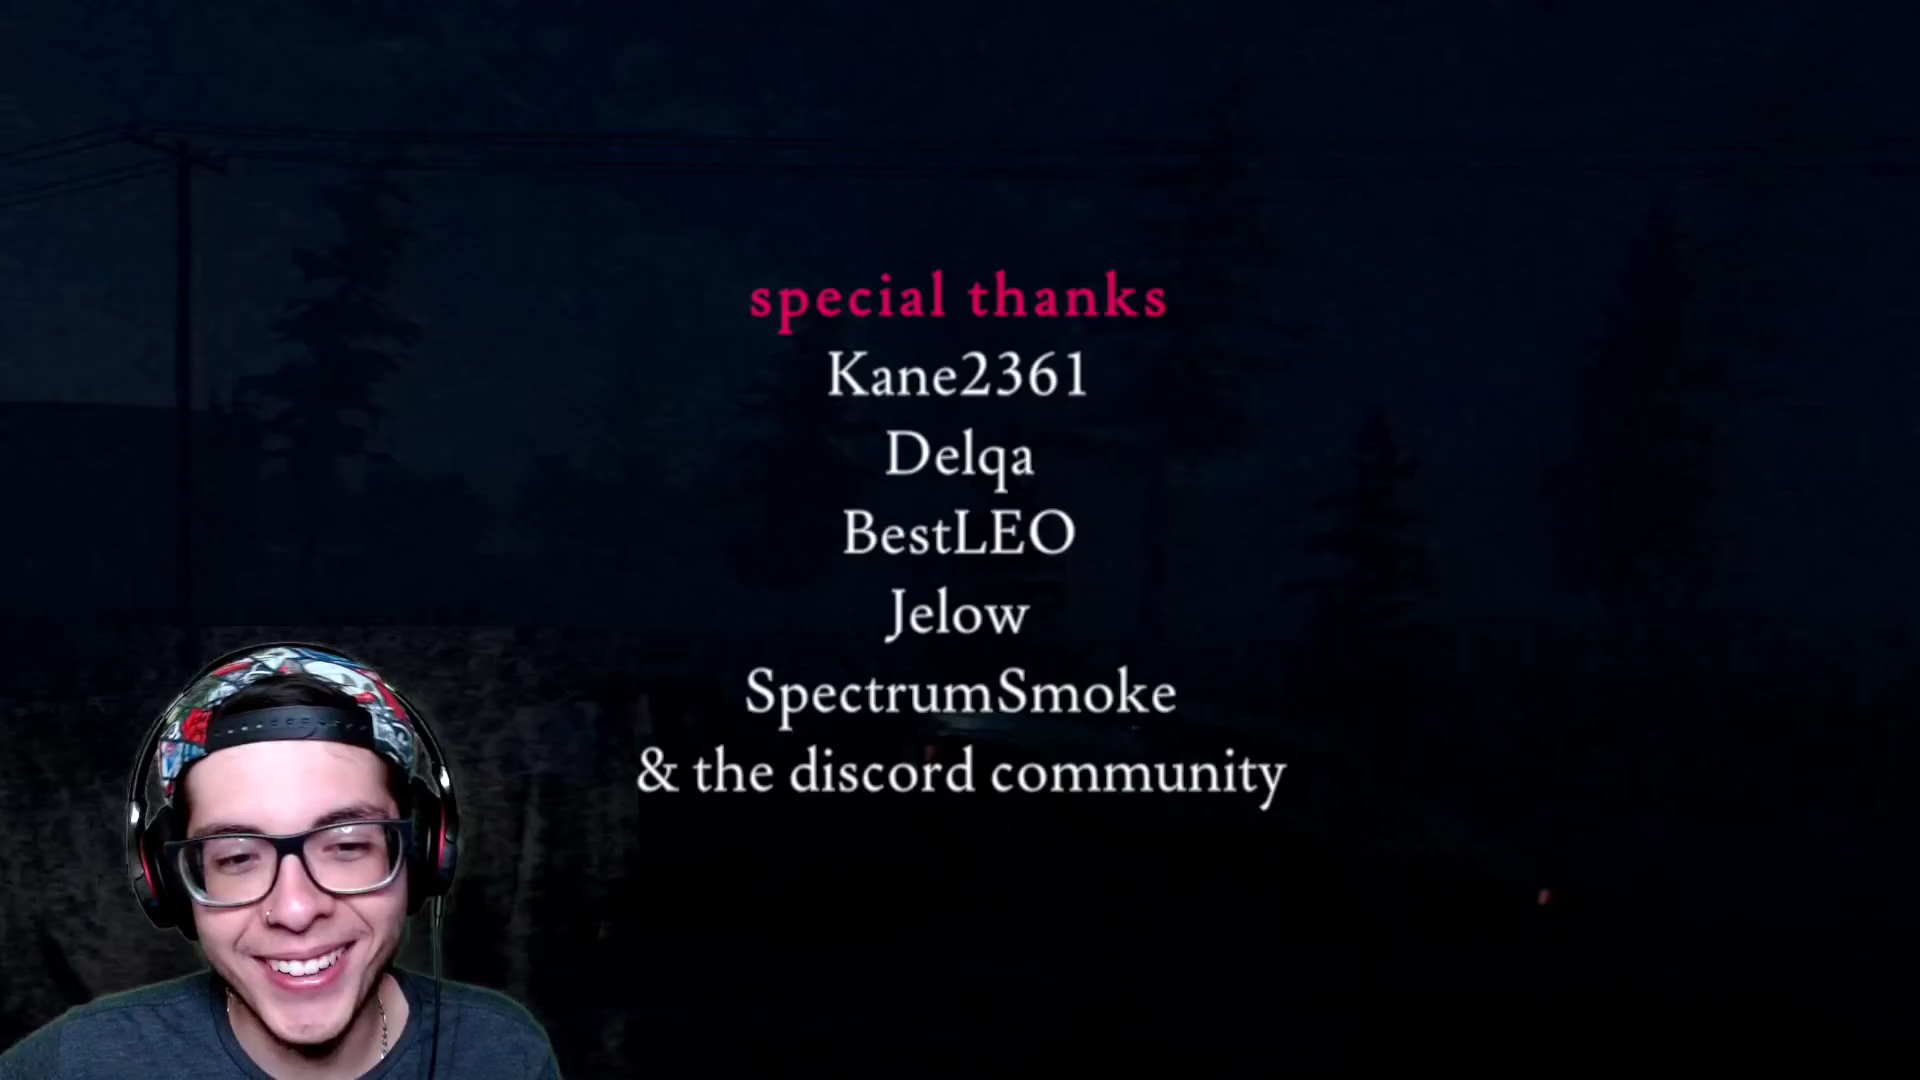 special thanks
Kane2361
Delqa
BestLEO
Jelow
SpectrumSmoke
& the discord community